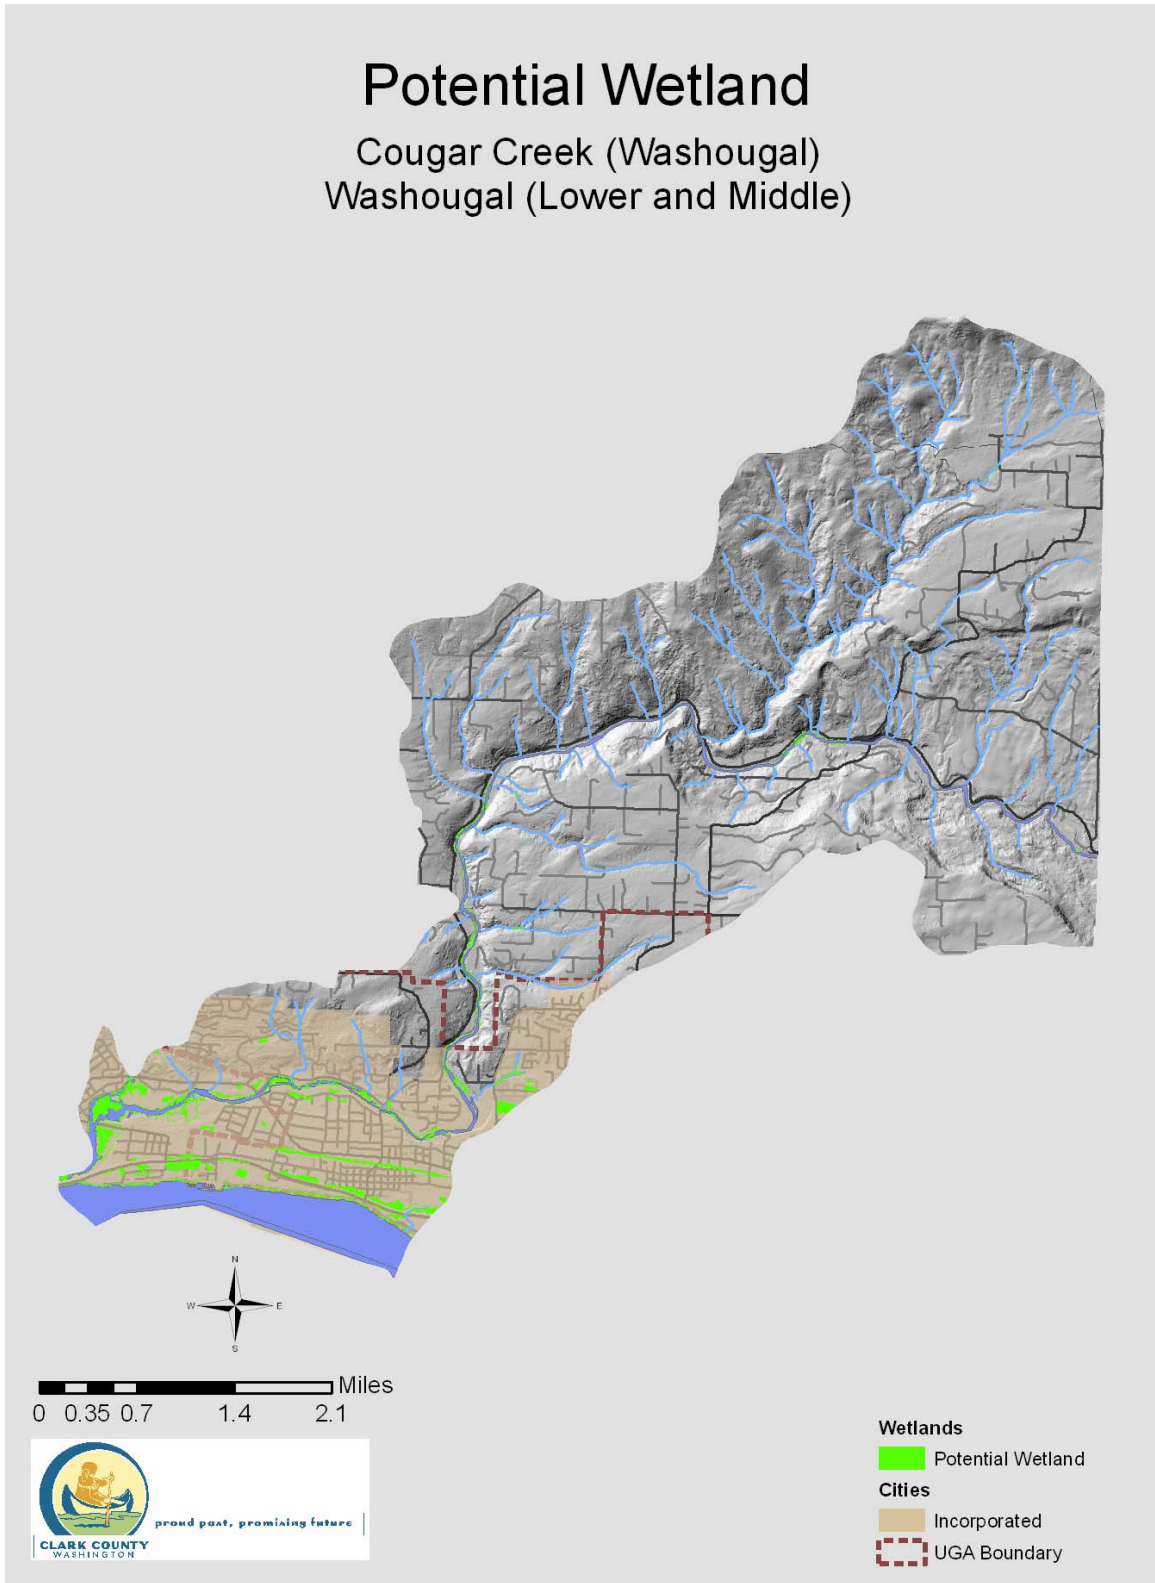 Potential Wetland
Cougar Creek (Washougal)
Washougal (Lower and Middle)
N
W
E
S
Miles
0 0.35 0.7 1.4 2.1
proud past, promising future
CLARK COUNTY
WASHINGTON
Wetlands
Potential Wetland
Cities
Incorporated
UGA Boundary